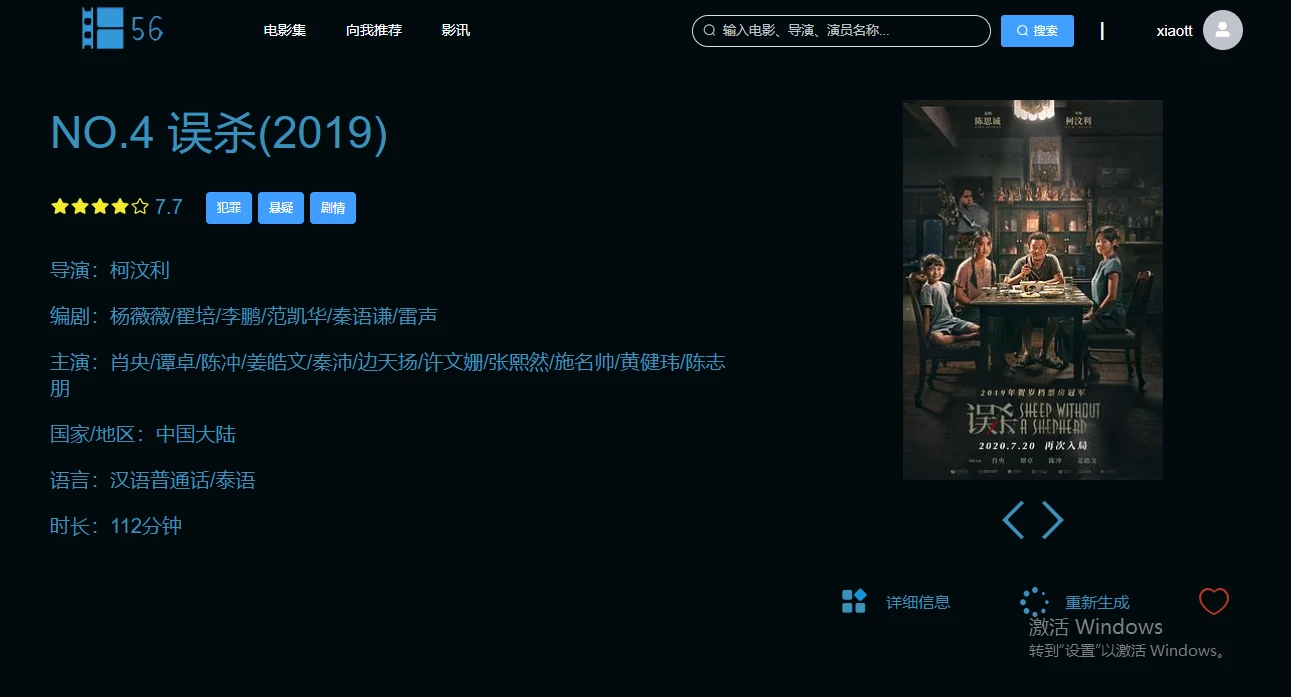 56
电影集
向我推荐
影讯
输入电影、导演、演员名称...
搜索
|
xiaott
NO.4 误杀(2019)
7.7
犯罪
悬疑
剧情
导演：柯汶利
编剧：杨薇薇/翟培/李鹏/范凯华/秦语谦/雷声
主演：肖央/谭卓/陈冲/姜皓文/秦沛/边天扬/许文姗/张熙然/施名帅/黄健玮/陈志
朋
国家/地区：中国大陆
语言：汉语普通话/泰语
时长：112分钟
陈思诚
柯汶利
2019年贺岁档票房冠军
误杀 SHEEP WITHOUT
A SHEPHERD
2020.7.20 再次入局
肖央 谭卓 陈冲 姜皓文
详细信息
重新生成
激活 Windows
转到"设置"以激活 Windows。